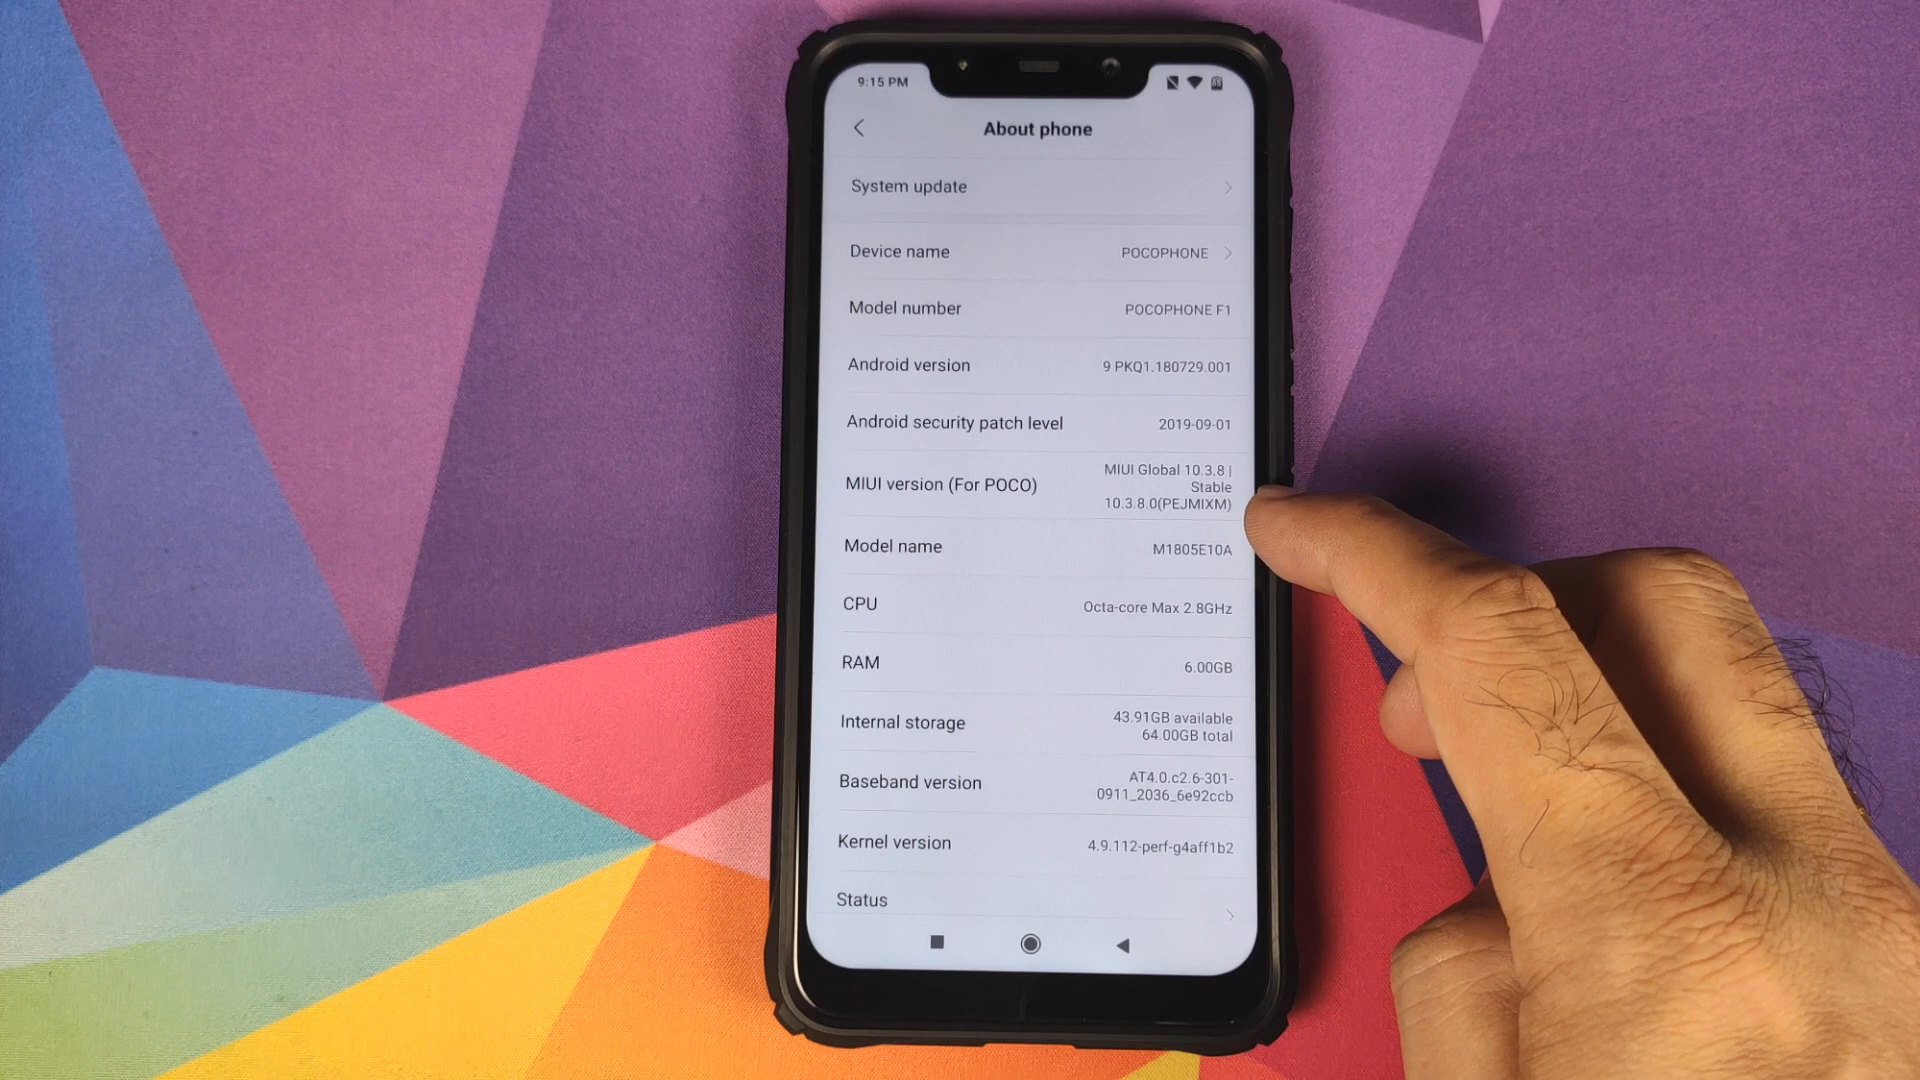 9:15 PM
About phone
System update
Device name POCOPHONE
Model number POCOPHONE F1
Android version 9 PKQ1.180729.001
Android security patch level 2019-09-01
MIUI version (For POCO) MIUI Global 10.3.8 |
Stable
10.3.8.0(PEJMIXM)
Model name M1805E10A
CPU Octa-core Max 2.8GHz
RAM 6.00GB
Internal storage 43.91GB available
64.00GB total
Baseband version AT4.0.c2.6-301-
0911_2036_6e92ccb
Kernel version 4.9.112-perf-g4aff1b2
Status